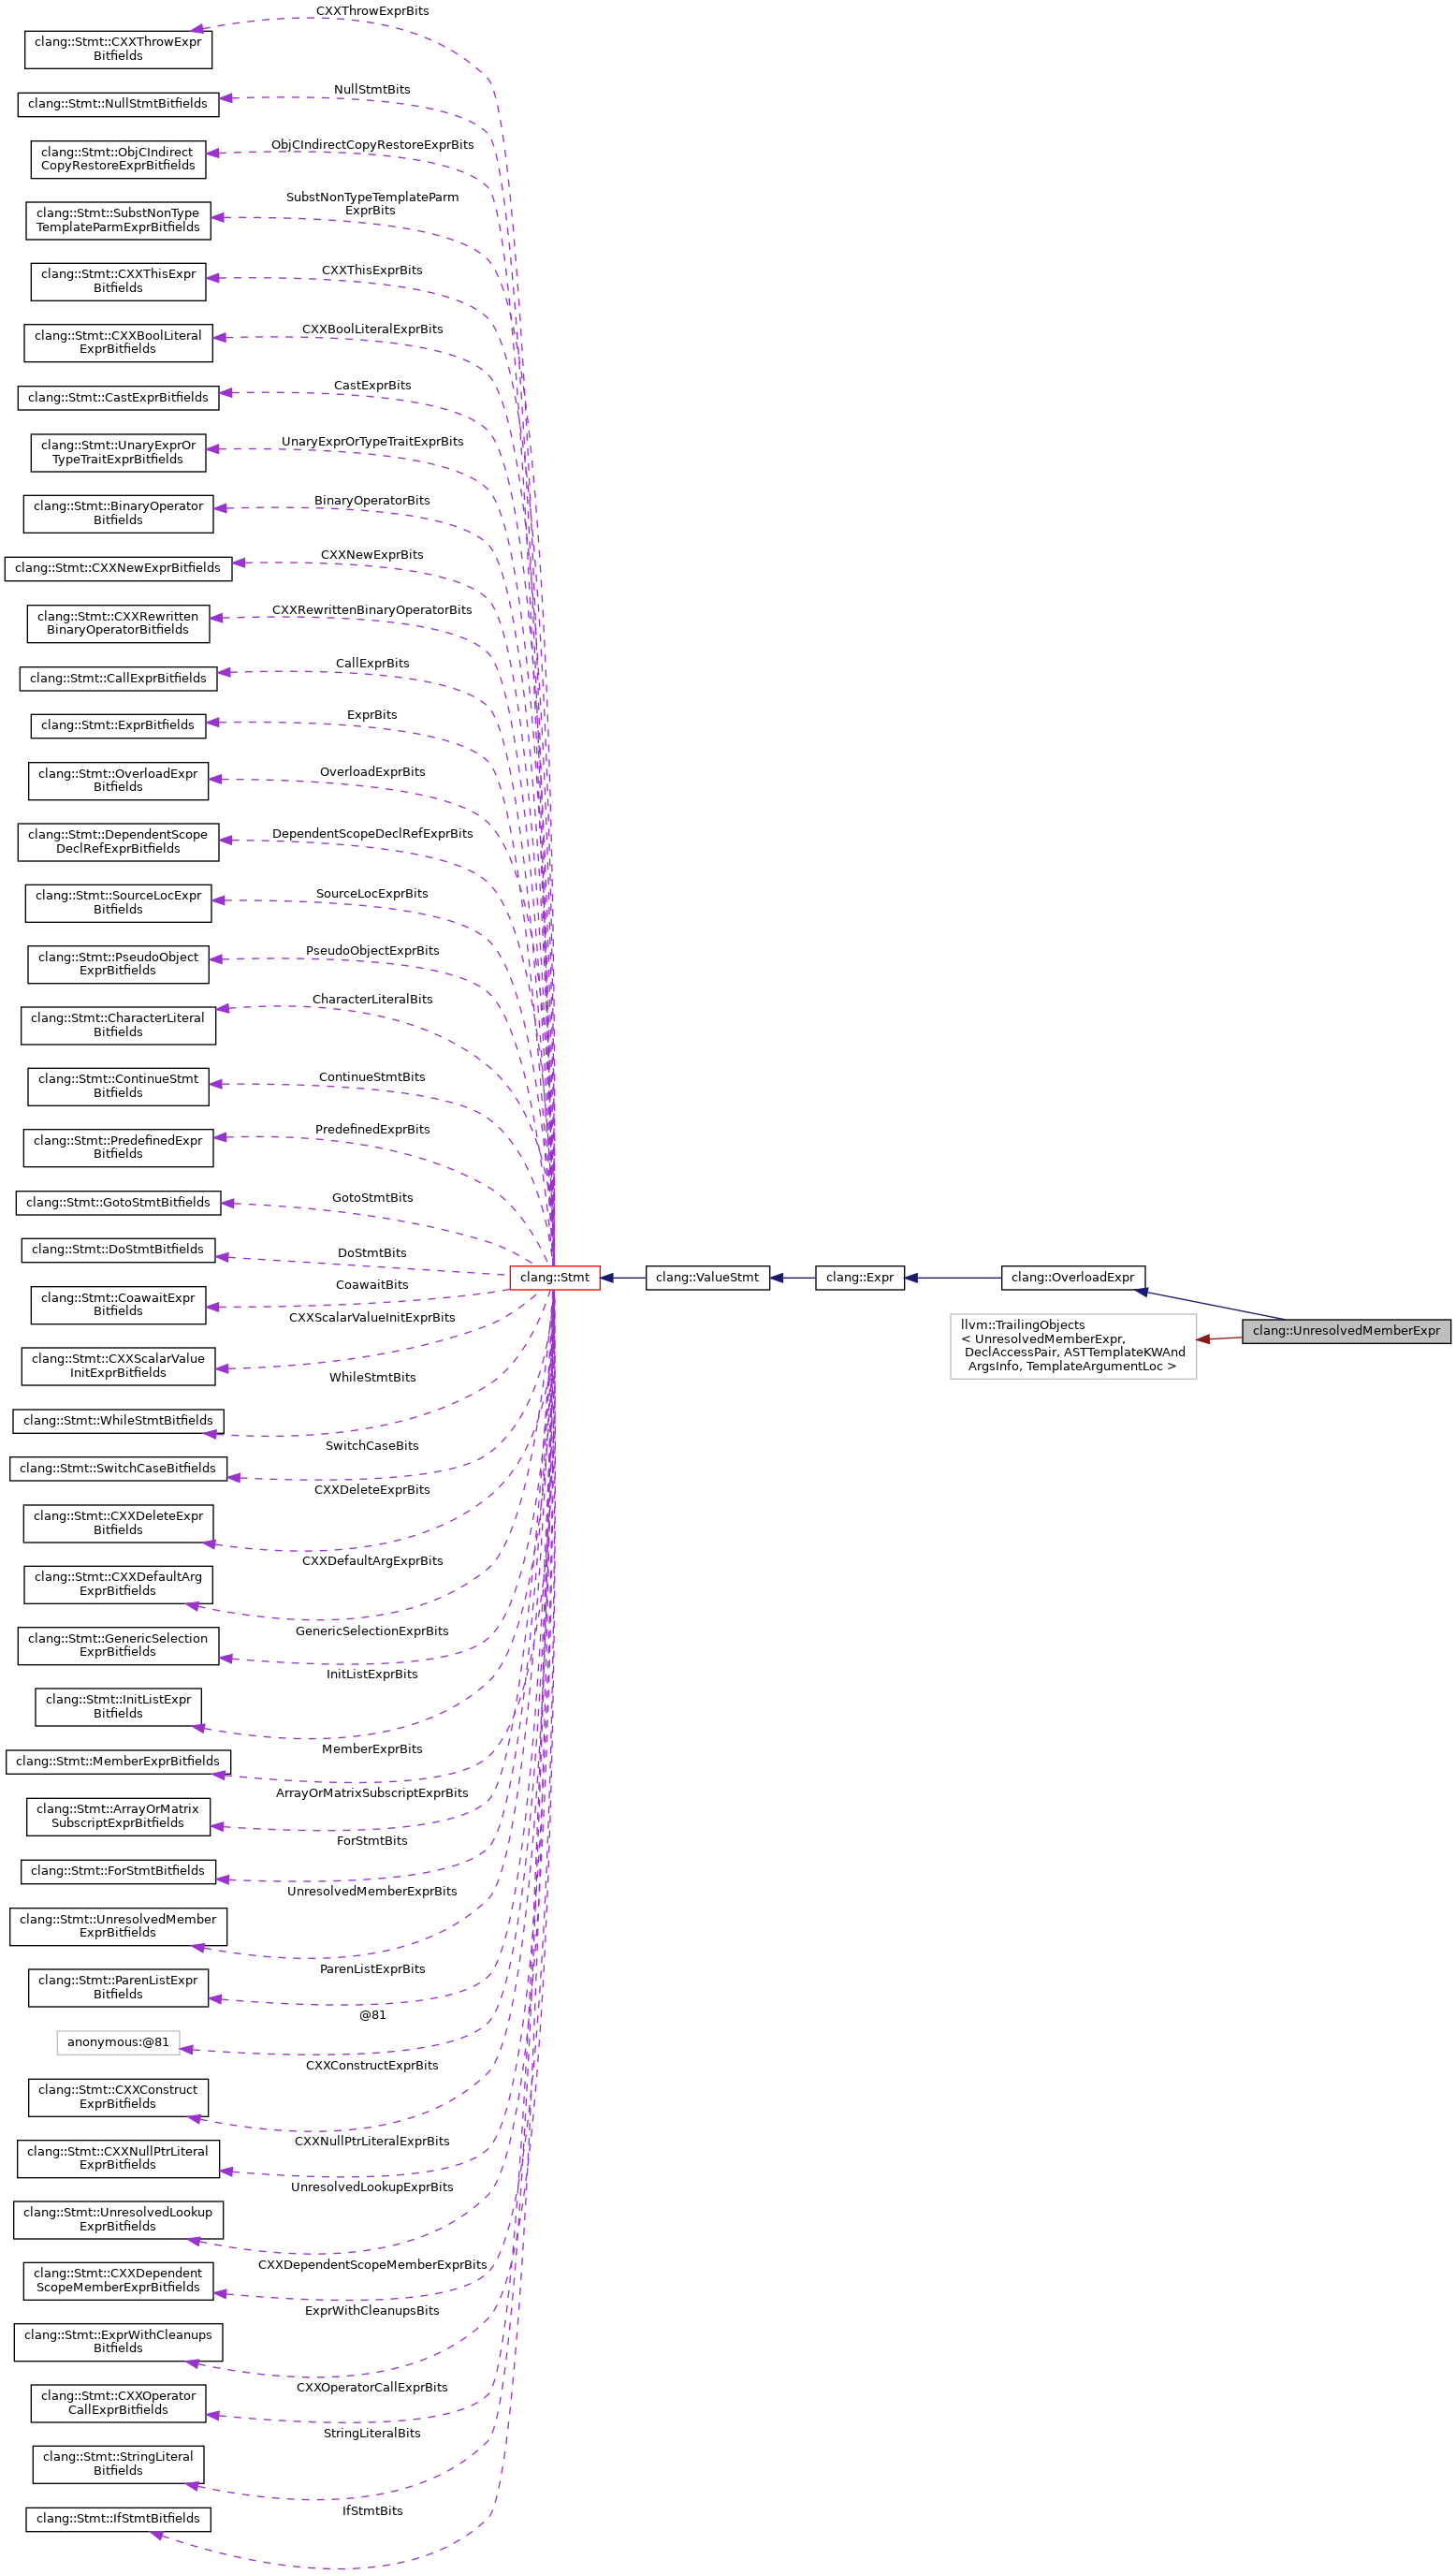 CXXThrowExprBits
clang::Stmt::CXXThrowExpr
Bitfields
NullStmtBits
clang::Stmt::NullStmtBitfields
ObjCIndirectCopyRestoreExprBits
clang::Stmt::ObjCIndirect
CopyRestoreExprBitfields
SubstNonTypeTemplateParm
ExprBits
clang::Stmt::SubstNonType
TemplateParmExprBitfields
CXXThisExprBits
clang::Stmt::CXXThisExpr
Bitfields
CXXBoolLiteralExprBits
clang::Stmt::CXXBoolLiteral
ExprBitfields
CastExprBits
clang::Stmt::CastExprBitfields
UnaryExprOrTypeTraitExprBits
clang::Stmt::UnaryExprOr
TypeTraitExprBitfields
BinaryOperatorBits
clang::Stmt::BinaryOperator
Bitfields
CXXNewExprBits
clang::Stmt::CXXNewExprBitfields
CXXRewrittenBinaryOperatorBits
clang::Stmt::CXXRewritten
BinaryOperatorBitfields
CallExprBits
clang::Stmt::CallExprBitfields
ExprBits
clang::Stmt::ExprBitfields
OverloadExprBits
clang::Stmt::OverloadExpr
Bitfields
DependentScopeDeclRefExprBits
clang::Stmt::DependentScope
DeclRefExprBitfields
SourceLocExprBits
clang::Stmt::SourceLocExpr
Bitfields
PseudoObjectExprBits
clang::Stmt::PseudoObject
ExprBitfields
CharacterLiteralBits
clang::Stmt::CharacterLiteral
Bitfields
ContinueStmtBits
clang::Stmt::ContinueStmt
Bitfields
PredefinedExprBits
clang::Stmt::PredefinedExpr
Bitfields
GotoStmtBits
clang::Stmt::GotoStmtBitfields
DoStmtBits
clang::Stmt::DoStmtBitfields
clang::Stmt
clang::ValueStmt
clang::Expr
clang::OverloadExpr
clang::UnresolvedMemberExpr
llvm::TrailingObjects
< UnresolvedMemberExpr,
DeclAccessPair, ASTTemplateKWAnd
ArgsInfo, TemplateArgumentLoc >
CoawaitBits
clang::Stmt::CoawaitExpr
Bitfields
CXXScalarValueInitExprBits
clang::Stmt::CXXScalarValue
InitExprBitfields
WhileStmtBits
clang::Stmt::WhileStmtBitfields
SwitchCaseBits
clang::Stmt::SwitchCaseBitfields
CXXDeleteExprBits
clang::Stmt::CXXDeleteExpr
Bitfields
CXXDefaultArgExprBits
clang::Stmt::CXXDefaultArg
ExprBitfields
GenericSelectionExprBits
clang::Stmt::GenericSelection
ExprBitfields
InitListExprBits
clang::Stmt::InitListExpr
Bitfields
MemberExprBits
clang::Stmt::MemberExprBitfields
ArrayOrMatrixSubscriptExprBits
clang::Stmt::ArrayOrMatrix
SubscriptExprBitfields
ForStmtBits
clang::Stmt::ForStmtBitfields
UnresolvedMemberExprBits
clang::Stmt::UnresolvedMember
ExprBitfields
ParenListExprBits
clang::Stmt::ParenListExpr
Bitfields
@81
anonymous:@81
CXXConstructExprBits
clang::Stmt::CXXConstruct
ExprBitfields
CXXNullPtrLiteralExprBits
clang::Stmt::CXXNullPtrLiteral
ExprBitfields
UnresolvedLookupExprBits
clang::Stmt::UnresolvedLookup
ExprBitfields
CXXDependentScopeMemberExprBits
clang::Stmt::CXXDependent
ScopeMemberExprBitfields
ExprWithCleanupsBits
clang::Stmt::ExprWithCleanups
Bitfields
CXXOperatorCallExprBits
clang::Stmt::CXXOperator
CallExprBitfields
StringLiteralBits
clang::Stmt::StringLiteral
Bitfields
IfStmtBits
clang::Stmt::IfStmtBitfields